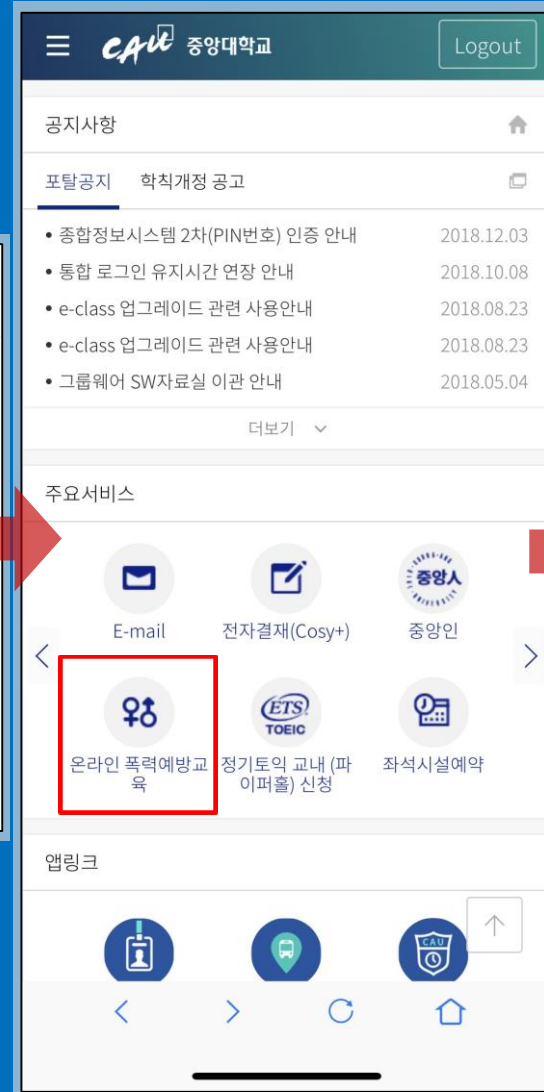 CAU 중앙대학교
Logout
공지사항
포탈공지 학칙개정 공고
• 종합정보시스템 2차(PIN번호) 인증 안내 2018.12.03
• 통합 로그인 유지시간 연장 안내 2018.10.08
• e-class 업그레이드 관련 사용안내 2018.08.23
• e-class 업그레이드 관련 사용안내 2018.08.23
• 그룹웨어 SW자료실 이관 안내 2018.05.04
더보기
주요서비스
중앙人
E-mail 전자결재(Cosy+) 중앙인
ETS
TOEIC
온라인 폭력예방교 정기토익 교내 (파 좌석시설예약
육 이퍼홀) 신청
앱링크
CAU